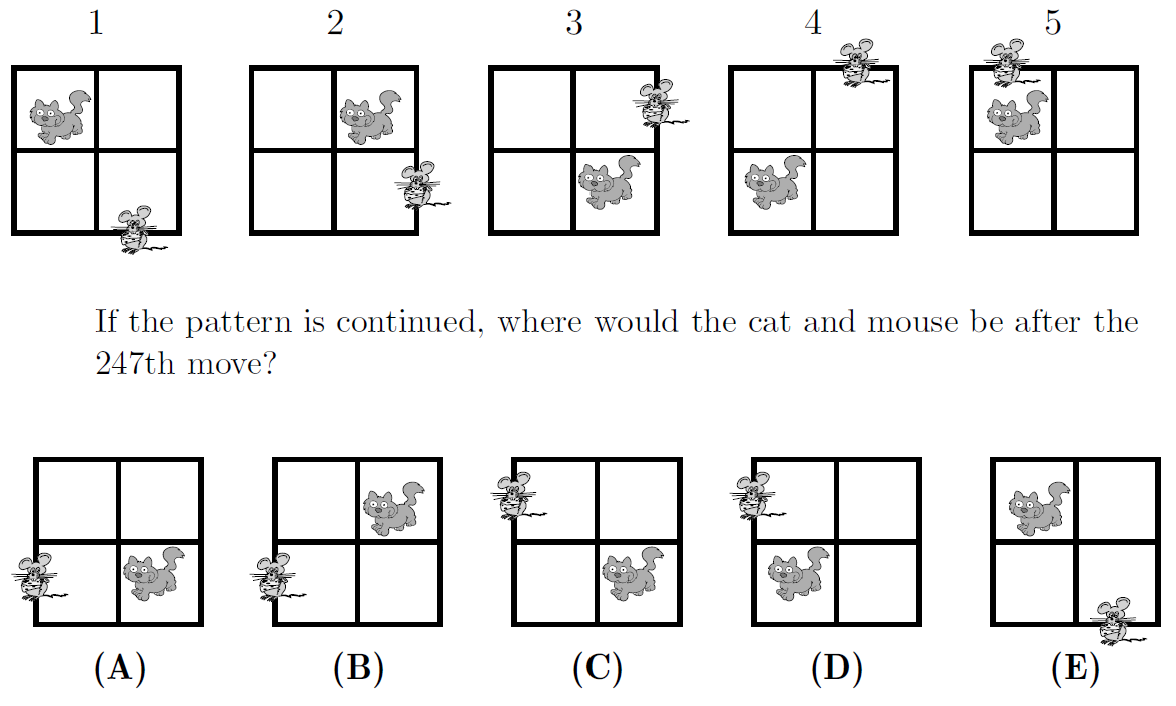 1 2 3 4 5
If the pattern is continued, where would the cat and mouse be after the
247th move?
(A) (B) (C) (D) (E)